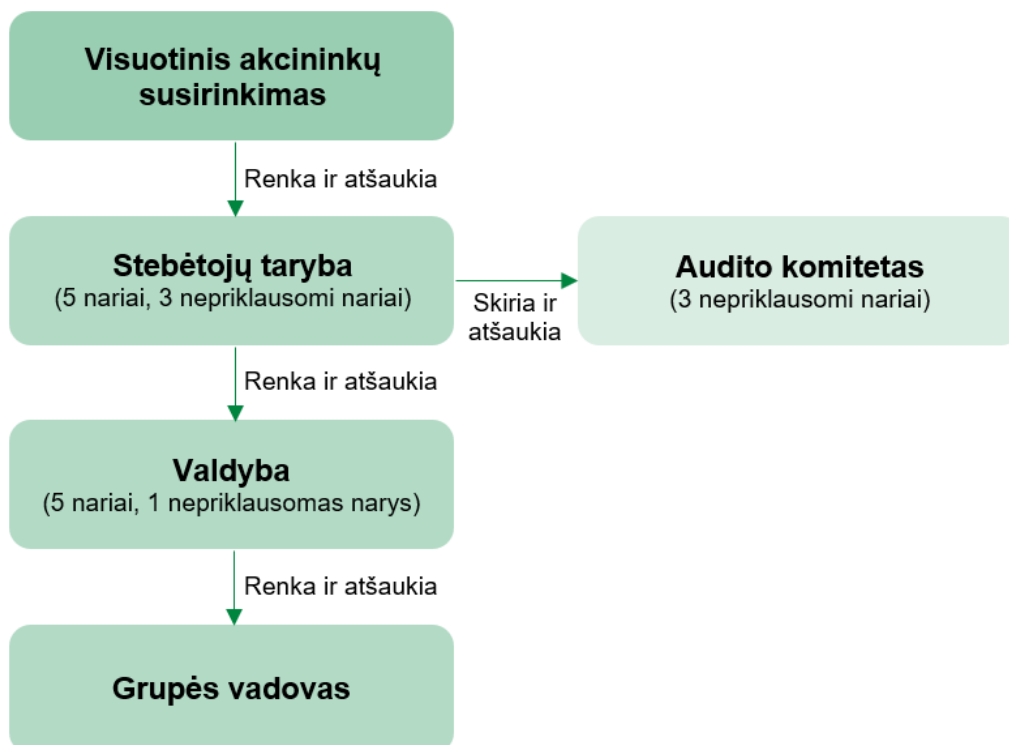 Visuotinis akcininkų
susirinkimas
Renka ir atšaukia
Stebėtojų taryba
(5 nariai, 3 nepriklausomi nariai)
Skiria ir
atšaukia
Audito komitetas
(3 nepriklausomi nariai)
Renka ir atšaukia
Valdyba
(5 nariai, 1 nepriklausomas narys)
Renka ir atšaukia
Grupės vadovas